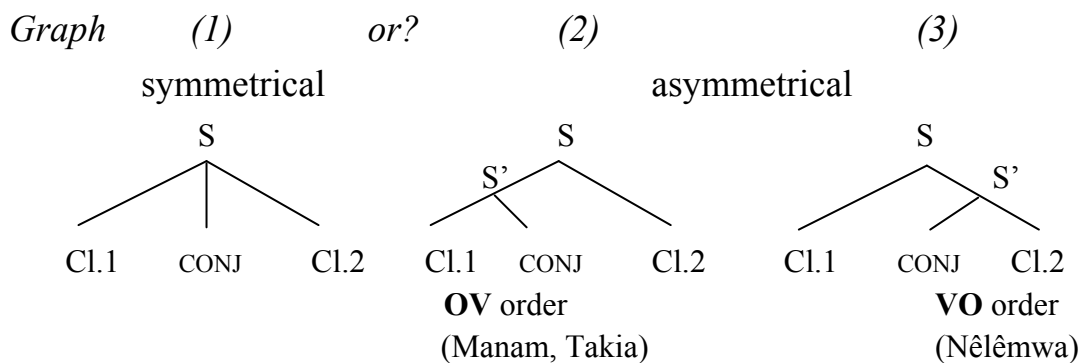 Graph (1) or? (2) (3)
symmetrical asymmetrical
S S S
S’ S’
Cl.1 CONJ Cl.2 Cl.1 CONJ Cl.2 Cl.1 CONJ Cl.2
OV order VO order
(Manam, Takia) (Nêlêmwa)